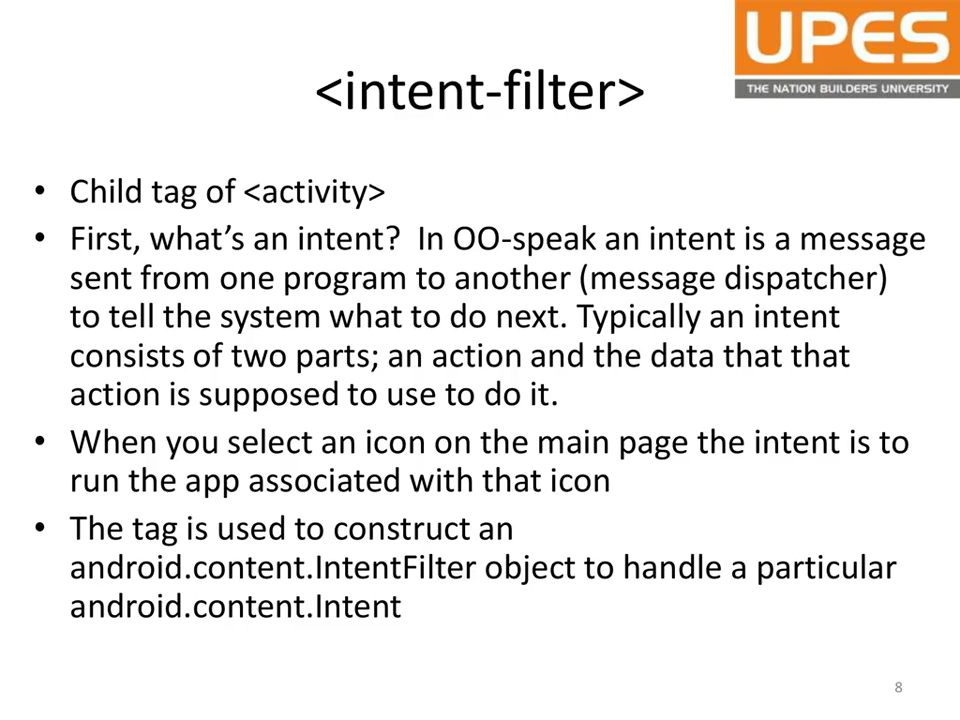 UPES
THE NATION BUILDERS UNIVERSITY
<intent-filter>
• Child tag of <activity>
• First, what’s an intent?  In OO-speak an intent is a message
sent from one program to another (message dispatcher)
to tell the system what to do next. Typically an intent
consists of two parts; an action and the data that that
action is supposed to use to do it.
• When you select an icon on the main page the intent is to
run the app associated with that icon
• The tag is used to construct an
android.content.IntentFilter object to handle a particular
android.content.Intent
8